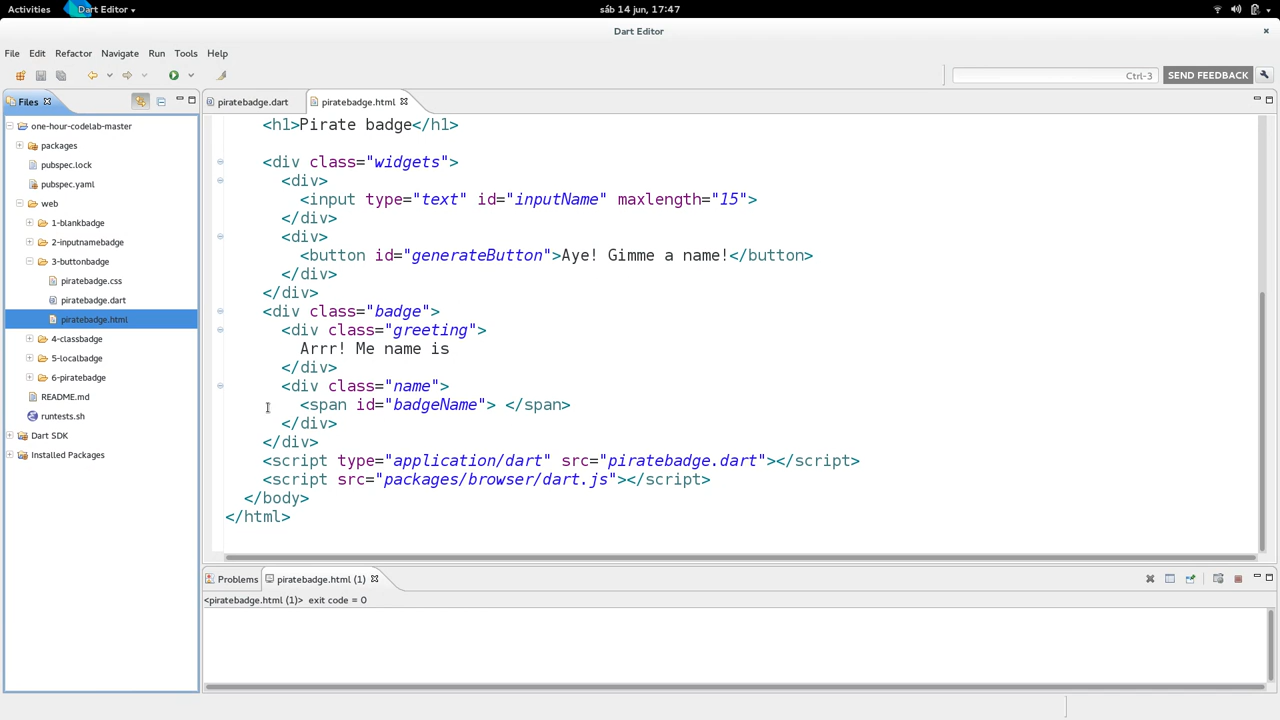 Activities Dart Editor sáb 14 jun, 17:47
Dart Editor
File Edit Refactor Navigate Run Tools Help
Ctrl-3 SEND FEEDBACK
Files piratebadge.dart piratebadge.html
one-hour-codelab-master
packages
pubspec.lock
pubspec.yaml
web
1-blankbadge
2-inputnamebadge
3-buttonbadge
piratebadge.css
piratebadge.dart
piratebadge.html
4-classbadge
5-localbadge
6-piratebadge
README.md
runtests.sh
Dart SDK
Installed Packages
<h1>Pirate badge</h1>
<div class="widgets">
<div>
<input type="text" id="inputName" maxlength="15">
</div>
<div>
<button id="generateButton">Aye! Gimme a name!</button>
</div>
</div>
<div class="badge">
<div class="greeting">
Arrr! Me name is
</div>
<div class="name">
<span id="badgeName"> </span>
</div>
</div>
<script type="application/dart" src="piratebadge.dart"></script>
<script src="packages/browser/dart.js"></script>
</body>
</html>
Problems piratebadge.html (1)
<piratebadge.html (1)> exit code = 0